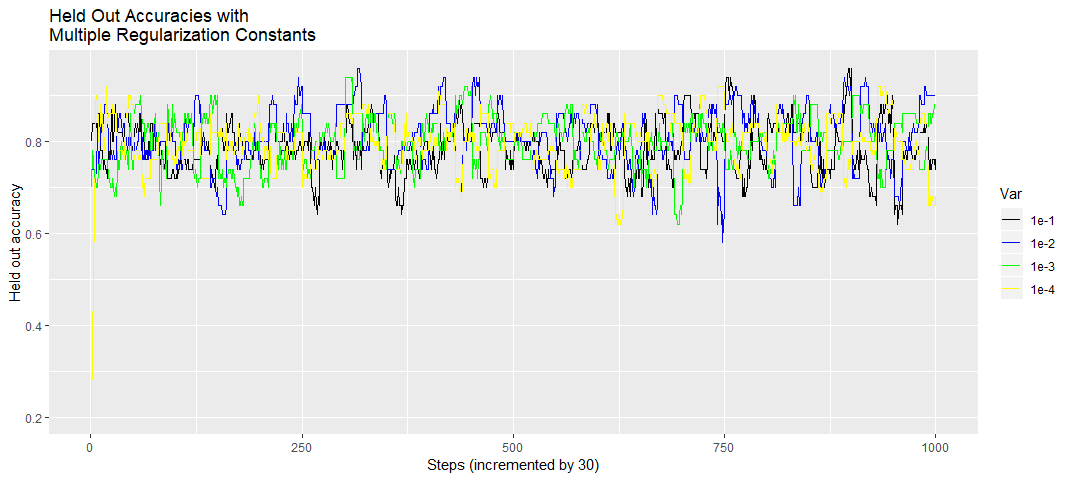 Held Out Accuracies with
Multiple Regularization Constants
Held out accuracy
0.8
0.6
0.4
0.2
0
250
500
750
1000
Steps (incremented by 30)
Var
1e-1
1e-2
1e-3
1e-4